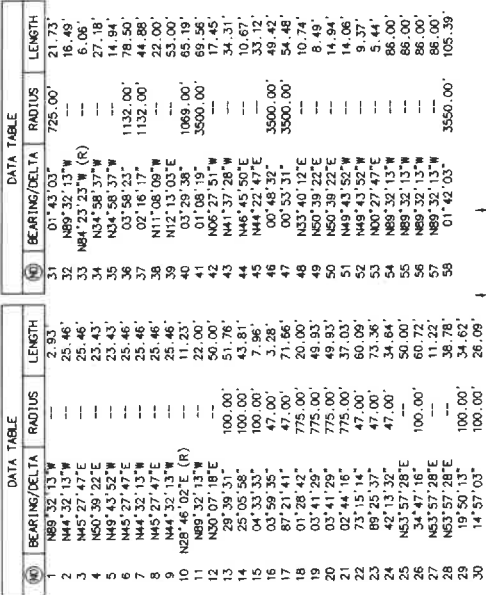 DATA TABLE
NO BEARING/DELTA RADIUS LENGTH
1 N89°32'13"W -- 2.93'
2 N44°32'13"W -- 25.46'
3 N45°27'47"E -- 25.46'
4 N50°39'22"E -- 23.43'
5 N49°43'52"W -- 23.43'
6 N45°27'47"E -- 25.46'
7 N44°32'13"W -- 25.46'
8 N45°27'47"E -- 25.46'
9 N44°32'13"W -- 25.46'
10 N28°46'02"E (R) -- 11.23'
11 N89°32'13"W -- 22.00'
12 N30°07'18"E -- 50.00'
13 29°39'31" 100.00' 51.76'
14 25°05'58" 100.00' 43.81'
15 04°33'33" 100.00' 7.96'
16 03°59'35" 47.00' 3.28'
17 87°21'41" 47.00' 71.66'
18 01°28'42" 775.00' 20.00'
19 03°41'29" 775.00' 49.93'
20 03°41'29" 775.00' 49.93'
21 02°44'16" 775.00' 37.03'
22 73°15'14" 47.00' 60.09'
23 89°25'37" 47.00' 73.36'
24 42°13'32" 47.00' 34.64'
25 N53°57'28"E -- 50.00'
26 34°47'16" 100.00' 60.72'
27 N53°57'28"E -- 11.22'
28 N53°57'28"E -- 38.78'
29 19°50'13" 100.00' 34.62'
30 14°57'03" 100.00' 26.09'
DATA TABLE
NO BEARING/DELTA RADIUS LENGTH
31 01°43'03" 725.00' 21.73'
32 N89°32'13"W -- 16.49'
33 N84°23'23"W (R) -- 6.06'
34 N34°58'37"W -- 27.18'
35 N34°58'37"W -- 14.94'
36 03°58'23" 1132.00' 78.50'
37 02°16'17" 1132.00' 44.88'
38 N11°08'09"W -- 22.00'
39 N12°13'03"E -- 53.00'
40 03°29'38" 1069.00' 65.19'
41 01°08'19" 3500.00' 69.56'
42 N06°27'51"W -- 17.45'
43 N41°37'28"W -- 34.31'
44 N46°45'50"E -- 10.67'
45 N44°22'47"E -- 33.12'
46 00°48'32" 3500.00' 49.42'
47 00°53'31" 3500.00' 54.48'
48 N33°40'12"E -- 10.74'
49 N50°39'22"E -- 8.49'
50 N50°39'22"E -- 14.94'
51 N49°43'52"W -- 14.06'
52 N49°43'52"W -- 9.37'
53 N00°27'47"E -- 5.44'
54 N89°32'13"W -- 86.00'
55 N89°32'13"W -- 86.00'
56 N89°32'13"W -- 86.00'
57 N89°32'13"W -- 86.00'
58 01°42'03" 3550.00' 105.39'